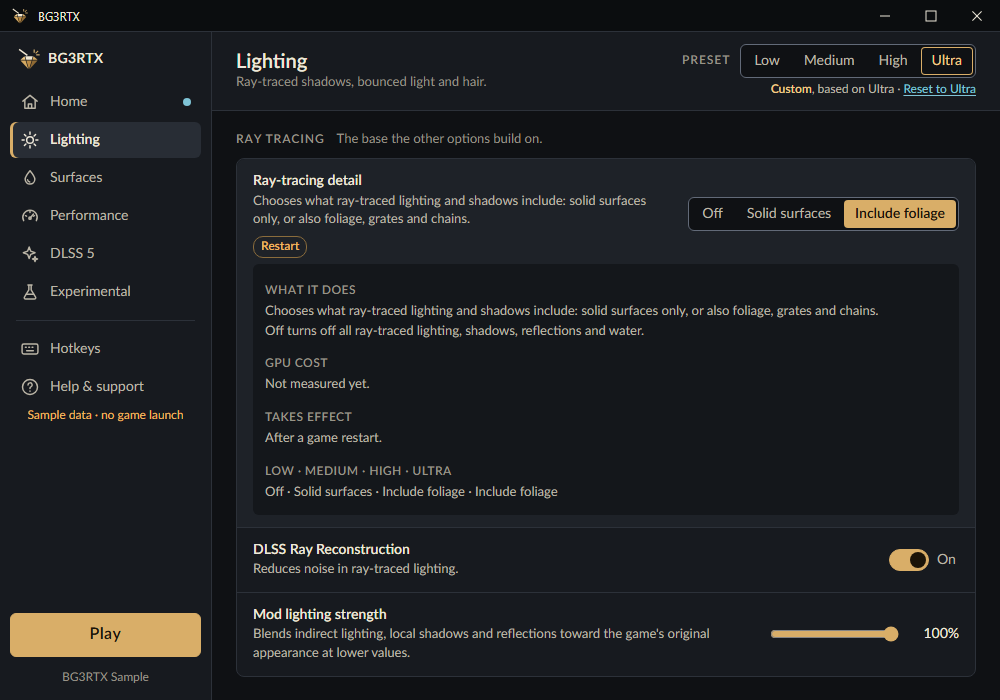 BG3RTX
BG3RTX
Home
Lighting
Surfaces
Performance
DLSS 5
Experimental
Hotkeys
Help & support
Sample data · no game launch
Play
BG3RTX Sample
Lighting
Ray-traced shadows, bounced light and hair.
PRESET Low Medium High Ultra
Custom, based on Ultra · Reset to Ultra
RAY TRACING The base the other options build on.
Ray-tracing detail
Chooses what ray-traced lighting and shadows include: solid surfaces
only, or also foliage, grates and chains.
Restart
Off Solid surfaces Include foliage
WHAT IT DOES
Chooses what ray-traced lighting and shadows include: solid surfaces only, or also foliage, grates and chains.
Off turns off all ray-traced lighting, shadows, reflections and water.
GPU COST
Not measured yet.
TAKES EFFECT
After a game restart.
LOW · MEDIUM · HIGH · ULTRA
Off · Solid surfaces · Include foliage · Include foliage
DLSS Ray Reconstruction
Reduces noise in ray-traced lighting.
On
Mod lighting strength
Blends indirect lighting, local shadows and reflections toward the game's original
appearance at lower values.
100%